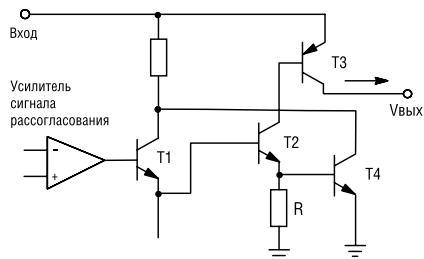 Вход
Усилитель
сигнала
рассогласования
-
+
T1
T2
T3
Vвых
T4
R